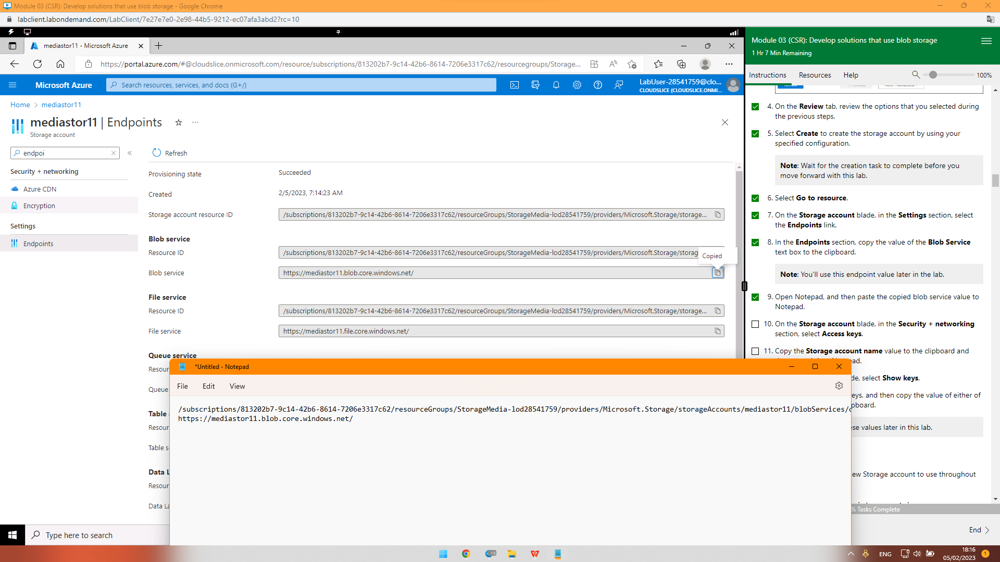 Module 03 (CSR): Develop solutions that use blob storage - Google Chrome
labclient.labondemand.com/LabClient/7e27e7e0-2e98-44b5-9212-ec07afa3abd2?rc=10
mediastor11 - Microsoft Azure
https://portal.azure.com/#@cloudslice.onmicrosoft.com/resource/subscriptions/813202b7-9c14-42b6-8614-7206e3317c62/resourcegroups/Storage...
Microsoft Azure
Search resources, services, and docs (G+/)
LabUser-28541759@clo...
CLOUDSLICE (CLOUDSLICE.ONMI...
Home > mediastor11
mediastor11 | Endpoints
Storage account
endpoi
Security + networking
Azure CDN
Encryption
Settings
Endpoints
Refresh
Provisioning state
Succeeded
Created
2/5/2023, 7:14:23 AM
Storage account resource ID
/subscriptions/813202b7-9c14-42b6-8614-7206e3317c62/resourceGroups/StorageMedia-lod28541759/providers/Microsoft.Storage/storage...
Blob service
Resource ID
/subscriptions/813202b7-9c14-42b6-8614-7206e3317c62/resourceGroups/StorageMedia-lod28541759/providers/Microsoft.Storage/storag
Copied
Blob service
https://mediastor11.blob.core.windows.net/
File service
Resource ID
/subscriptions/813202b7-9c14-42b6-8614-7206e3317c62/resourceGroups/StorageMedia-lod28541759/providers/Microsoft.Storage/storage...
File service
https://mediastor11.file.core.windows.net/
Queue service
Resour
Queue
Table
Resour
Table s
Data L
Resour
Data La
*Untitled - Notepad
File Edit View
/subscriptions/813202b7-9c14-42b6-8614-7206e3317c62/resourceGroups/StorageMedia-lod28541759/providers/Microsoft.Storage/storageAccounts/mediastor11/blobServices/d
https://mediastor11.blob.core.windows.net/
Module 03 (CSR): Develop solutions that use blob storage
1 Hr 7 Min Remaining
Instructions Resources Help
100%
4. On the Review tab, review the options that you selected during
the previous steps.
5. Select Create to create the storage account by using your
specified configuration.
Note: Wait for the creation task to complete before you
move forward with this lab.
6. Select Go to resource.
7. On the Storage account blade, in the Settings section, select
the Endpoints link.
8. In the Endpoints section, copy the value of the Blob Service
text box to the clipboard.
Note: You'll use this endpoint value later in the lab.
9. Open Notepad, and then paste the copied blob service value to
Notepad.
10. On the Storage account blade, in the Security + networking
section, select Access keys.
11. Copy the Storage account name value to the clipboard and
pad.
de, select Show keys.
eys, and then copy the value of either of
pboard.
se values later in this lab.
ew Storage account to use throughout
% Tasks Complete
End
Type here to search
19
ENG
18:16
05/02/2023
1